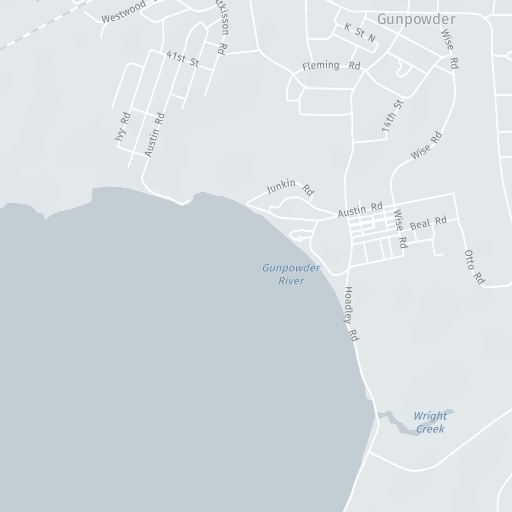 Westwood
Atkisson Rd
Gunpowder
K St N
Wise Rd
41st St
Fleming Rd
14th St
Ivy Rd
Austin Rd
Wise Rd
Junkin Rd
Austin Rd
Wise Rd
Beal Rd
Otto Rd
Gunpowder
River
Hoadley Rd
Wright
Creek